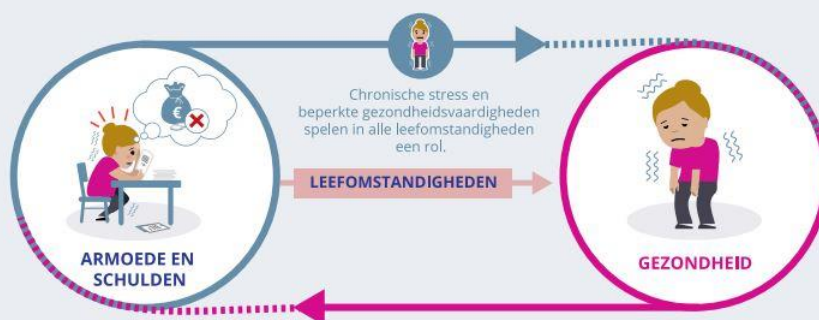 Chronische stress en
beperkte gezondheidsvaardigheden
spelen in alle leefomstandigheden
een rol.
€
LEEFOMSTANDIGHEDEN
ARMOEDE EN
SCHULDEN
GEZONDHEID